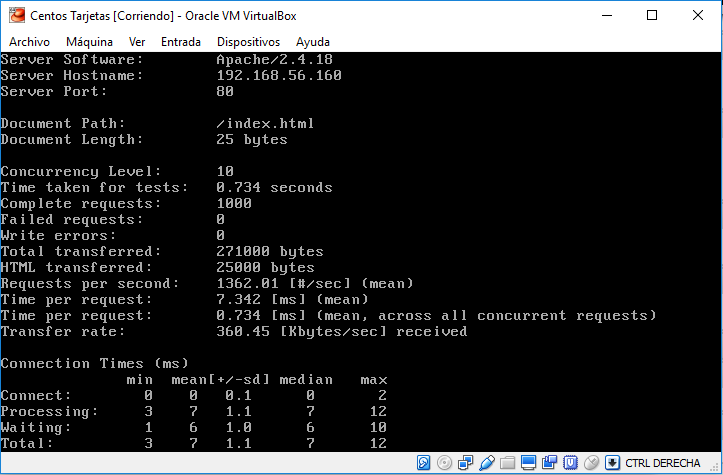 Centos Tarjetas [Corriendo] - Oracle VM VirtualBox
Archivo Máquina Ver Entrada Dispositivos Ayuda
Server Software:        Apache/2.4.18
Server Hostname:        192.168.56.160
Server Port:            80
Document Path:          /index.html
Document Length:        25 bytes
Concurrency Level:      10
Time taken for tests:   0.734 seconds
Complete requests:      1000
Failed requests:        0
Write errors:           0
Total transferred:      271000 bytes
HTML transferred:       25000 bytes
Requests per second:    1362.01 [#/sec] (mean)
Time per request:       7.342 [ms] (mean)
Time per request:       0.734 [ms] (mean, across all concurrent requests)
Transfer rate:          360.45 [Kbytes/sec] received
Connection Times (ms)
              min  mean[+/-sd] median   max
Connect:        0    0   0.1      0       2
Processing:     3    7   1.1      7      12
Waiting:        1    6   1.0      6      10
Total:          3    7   1.1      7      12
CTRL DERECHA